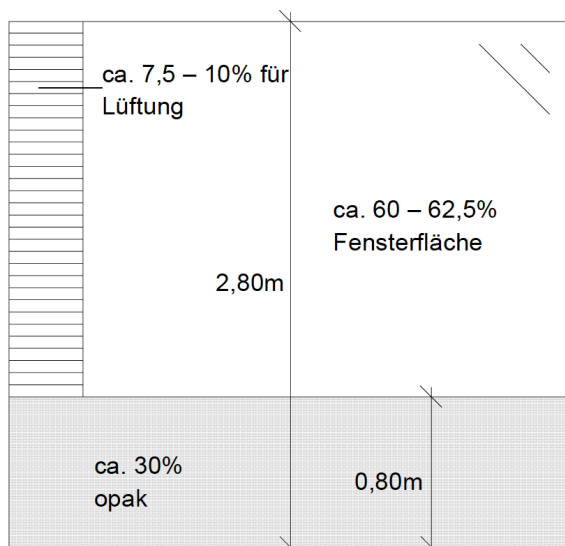 ca. 7,5 – 10% für
Lüftung
ca. 60 – 62,5%
Fensterfläche
2,80m
ca. 30%
opak
0,80m